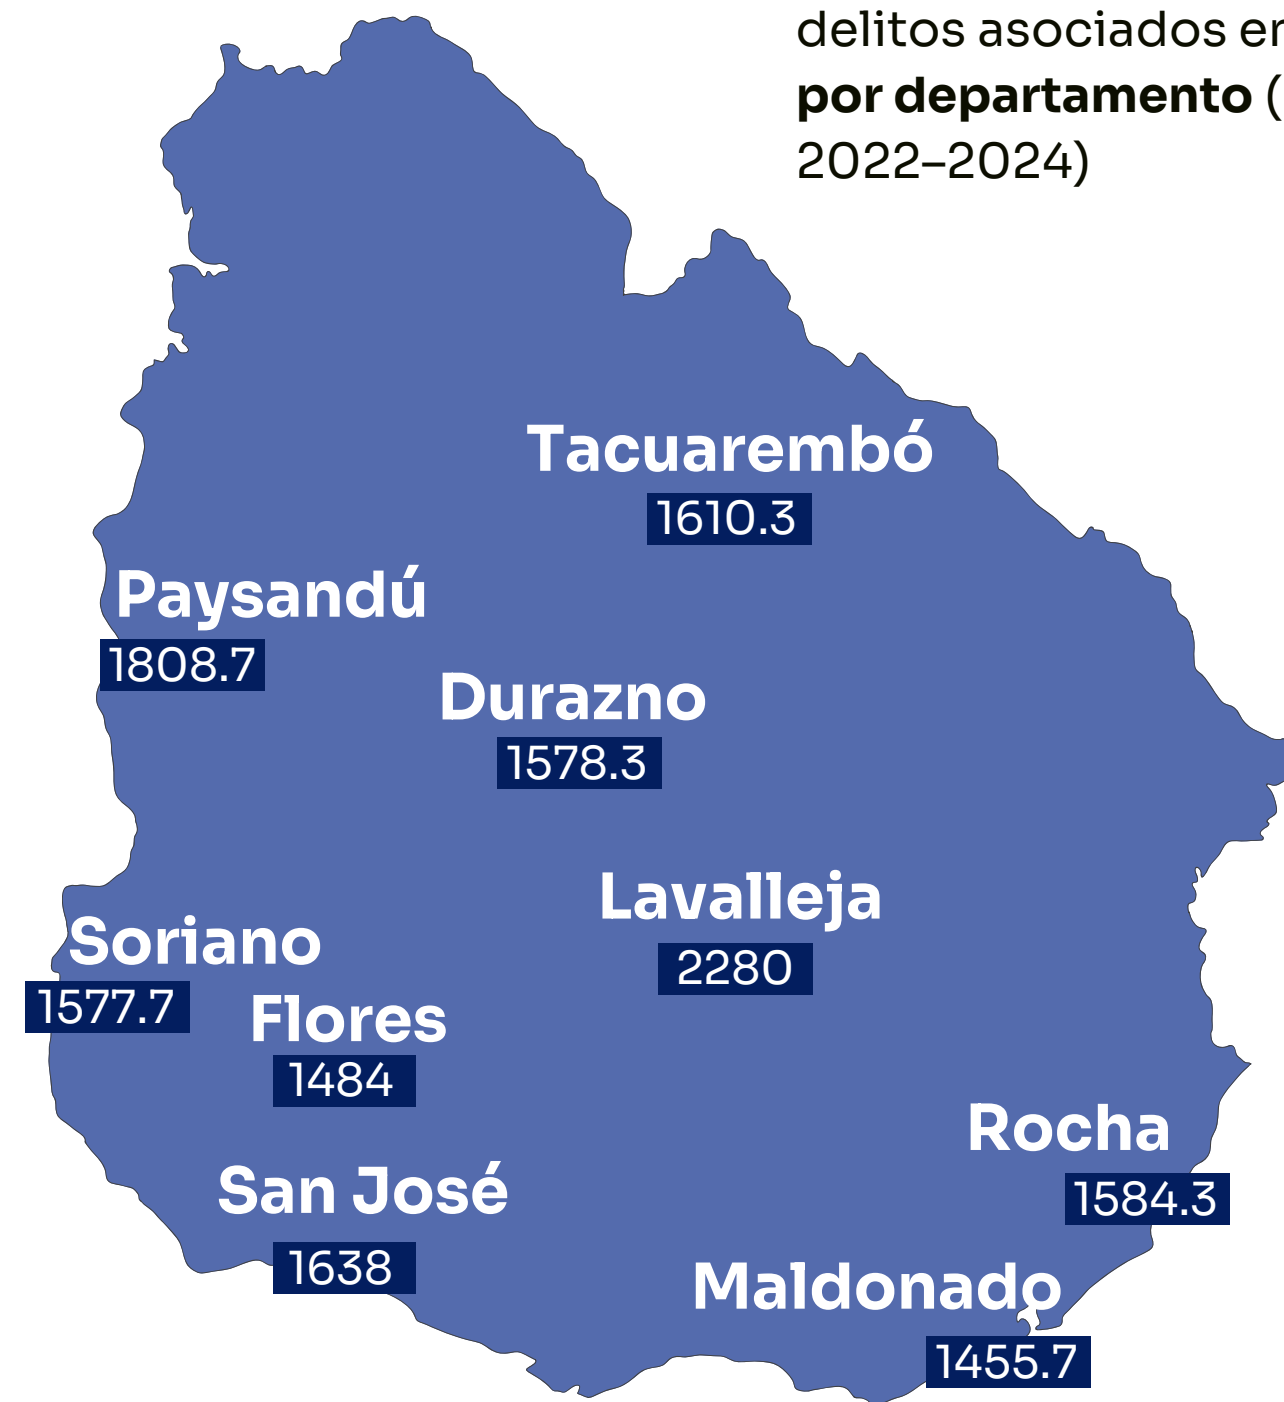 delitos asociados en
por departamento (
2022–2024)
Tacuarembó
1610.3
Paysandú
1808.7
Durazno
1578.3
Lavalleja
2280
Soriano
1577.7
Flores
1484
Rocha
1584.3
San José
1638
Maldonado
1455.7